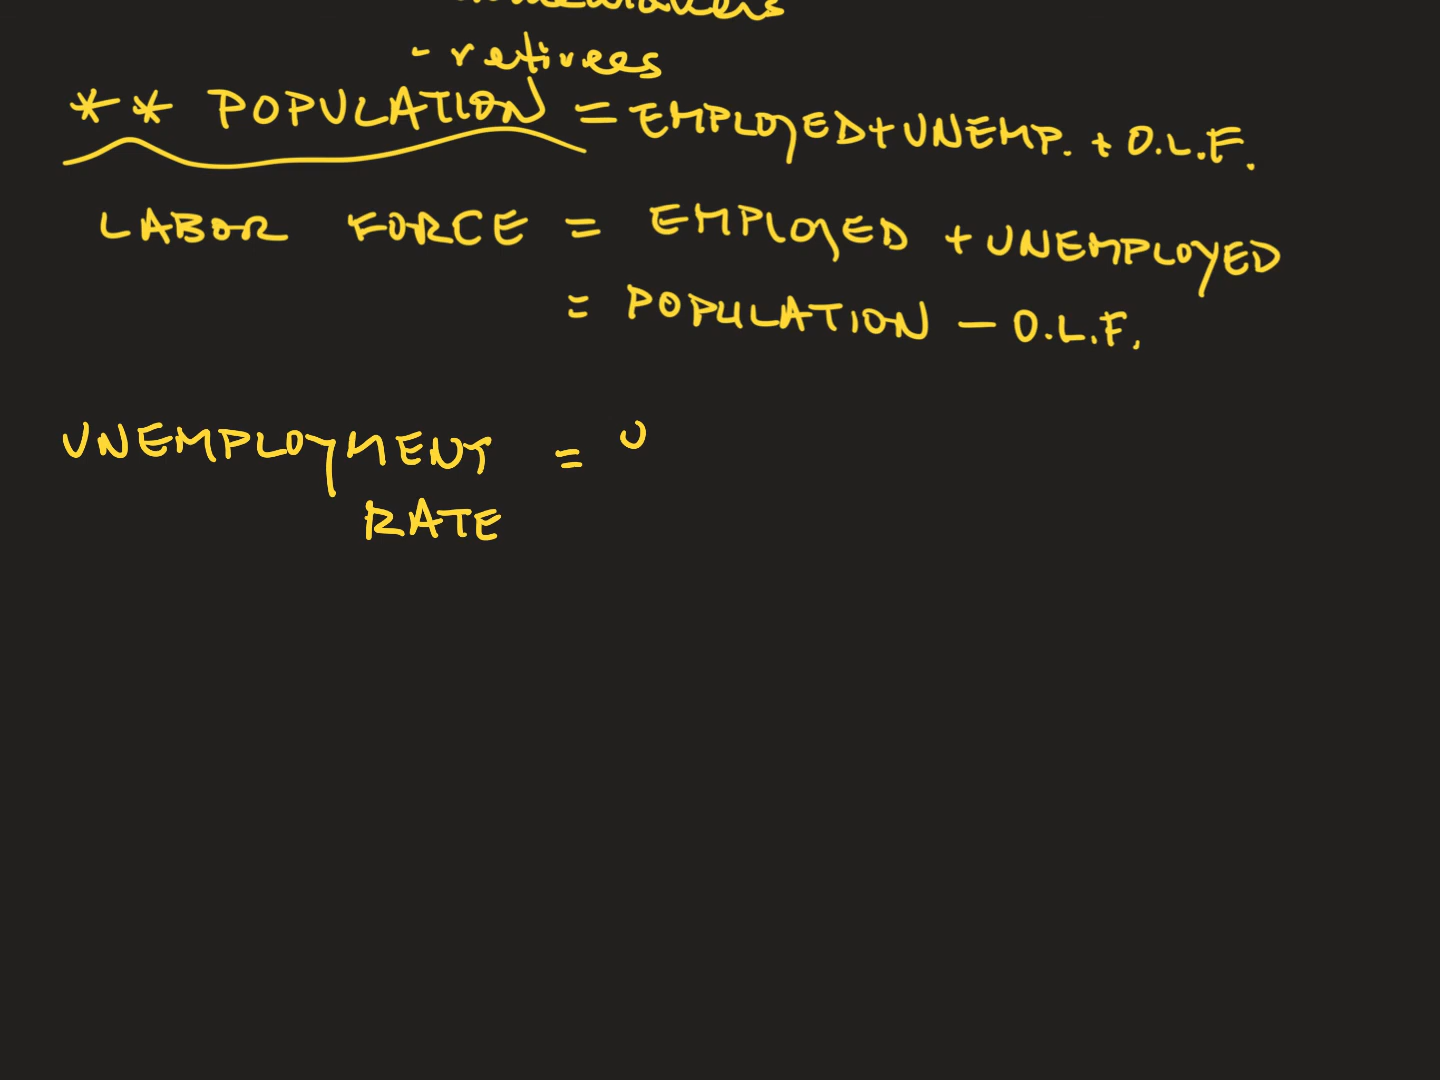 - retirees
** POPULATION = EMPLOYED + UNEMP. + O.L.F.
LABOR FORCE = EMPLOYED + UNEMPLOYED
= POPULATION - O.L.F.
UNEMPLOYMENT = U
RATE